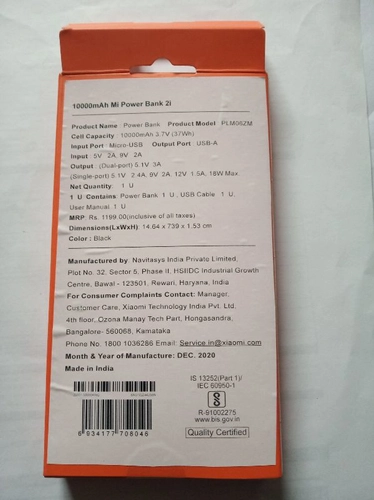 10000mAh Mi Power Bank 2i
Product Name : Power Bank Product Model : PLM06ZM
Cell Capacity : 10000mAh 3.7V (37Wh)
Input Port : Micro-USB Output Port : USB-A
Input : 5V 2A, 9V 2A
Output : (Dual-port) 5.1V 3A
(Single-port) 5.1V 2.4A, 9V 2A, 12V 1.5A, 18W Max.
Net Quantity : 1 U
1 U Contains : Power Bank 1 U , USB Cable 1 U ,
User Manual 1 U
MRP: Rs. 1199.00(inclusive of all taxes)
Dimensions(LxWxH): 14.64 x 739 x 1.53 cm
Color : Black
Manufactured by: Navitasys India Private Limited,
Plot No. 32, Sector 5, Phase II, HSIIDC Industrial Growth
Centre, Bawal - 123501, Rewari, Haryana, India
For Consumer Complaints Contact: Manager,
Customer Care, Xiaomi Technology India Pvt. Ltd.
4th floor, Ozona Manay Tech Part, Hongasandra,
Bangalore- 560068, Karnataka
Phone No. 1800 1036286 Email: Service.in@xiaomi.com
Month & Year of Manufacture: DEC. 2020
Made in India
IS 13252(Part 1)/
IEC 60950-1
R-91002275
www.bis.gov.in
Quality Certified
6 934177 708046